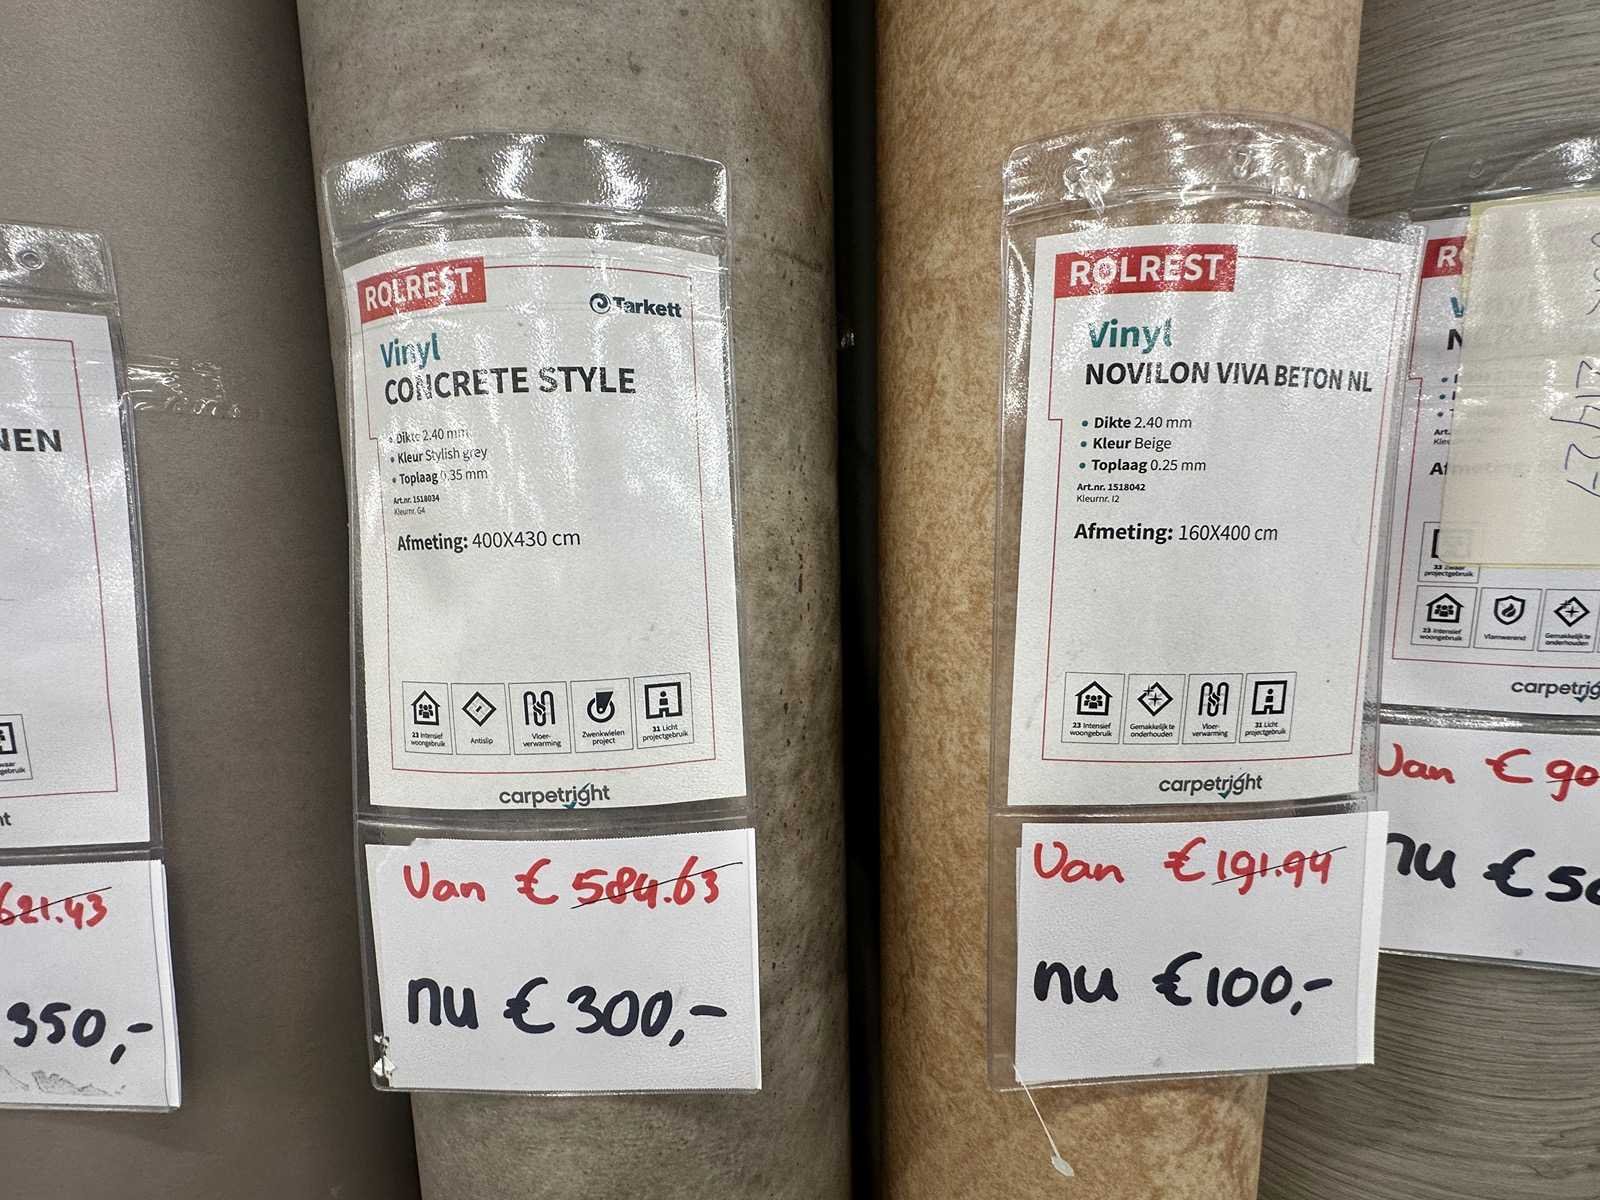 NEN
621.43
350,-
ROLREST
Tarkett
Vinyl
CONCRETE STYLE
• Dikte 2.40 mm
• Kleur Stylish grey
• Toplaag 0.35 mm
Art.nr. 1518034
Kleurnr. G4
Afmeting: 400X430 cm
23 Intensief
woongebruik
Antislip
Vloer-
verwarming
Zwenkwielen
project
31 Licht
projectgebruik
carpetright
Van € 584.63
nu € 300,-
ROLREST
Vinyl
NOVILON VIVA BETON NL
• Dikte 2.40 mm
• Kleur Beige
• Toplaag 0.25 mm
Art.nr. 1518042
Kleurnr. I2
Afmeting: 160X400 cm
23 Intensief
woongebruik
Gemakkelijk te
onderhouden
Vloer-
verwarming
31 Licht
projectgebruik
carpetright
Van € 191.94
nu € 100,-
33 Zwaar
projectgebruik
23 Intensief
woongebruik
Vlamwerend
Gemakkelijk te
onderhouden
Van € 90
nu € 50